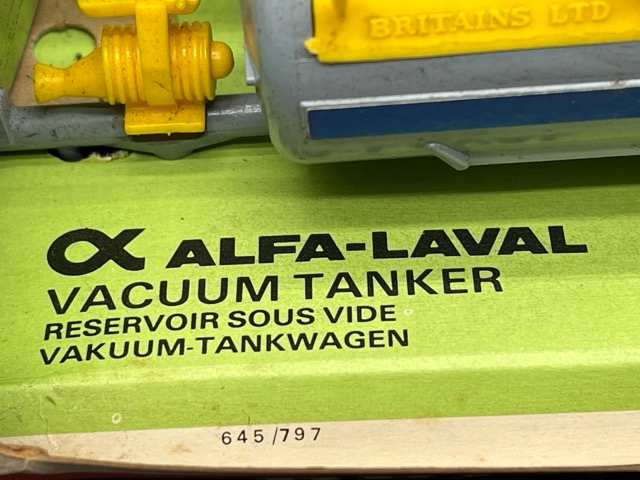 BRITAINS LTD
α ALFA-LAVAL
VACUUM TANKER
RESERVOIR SOUS VIDE
VAKUUM-TANKWAGEN
645/797